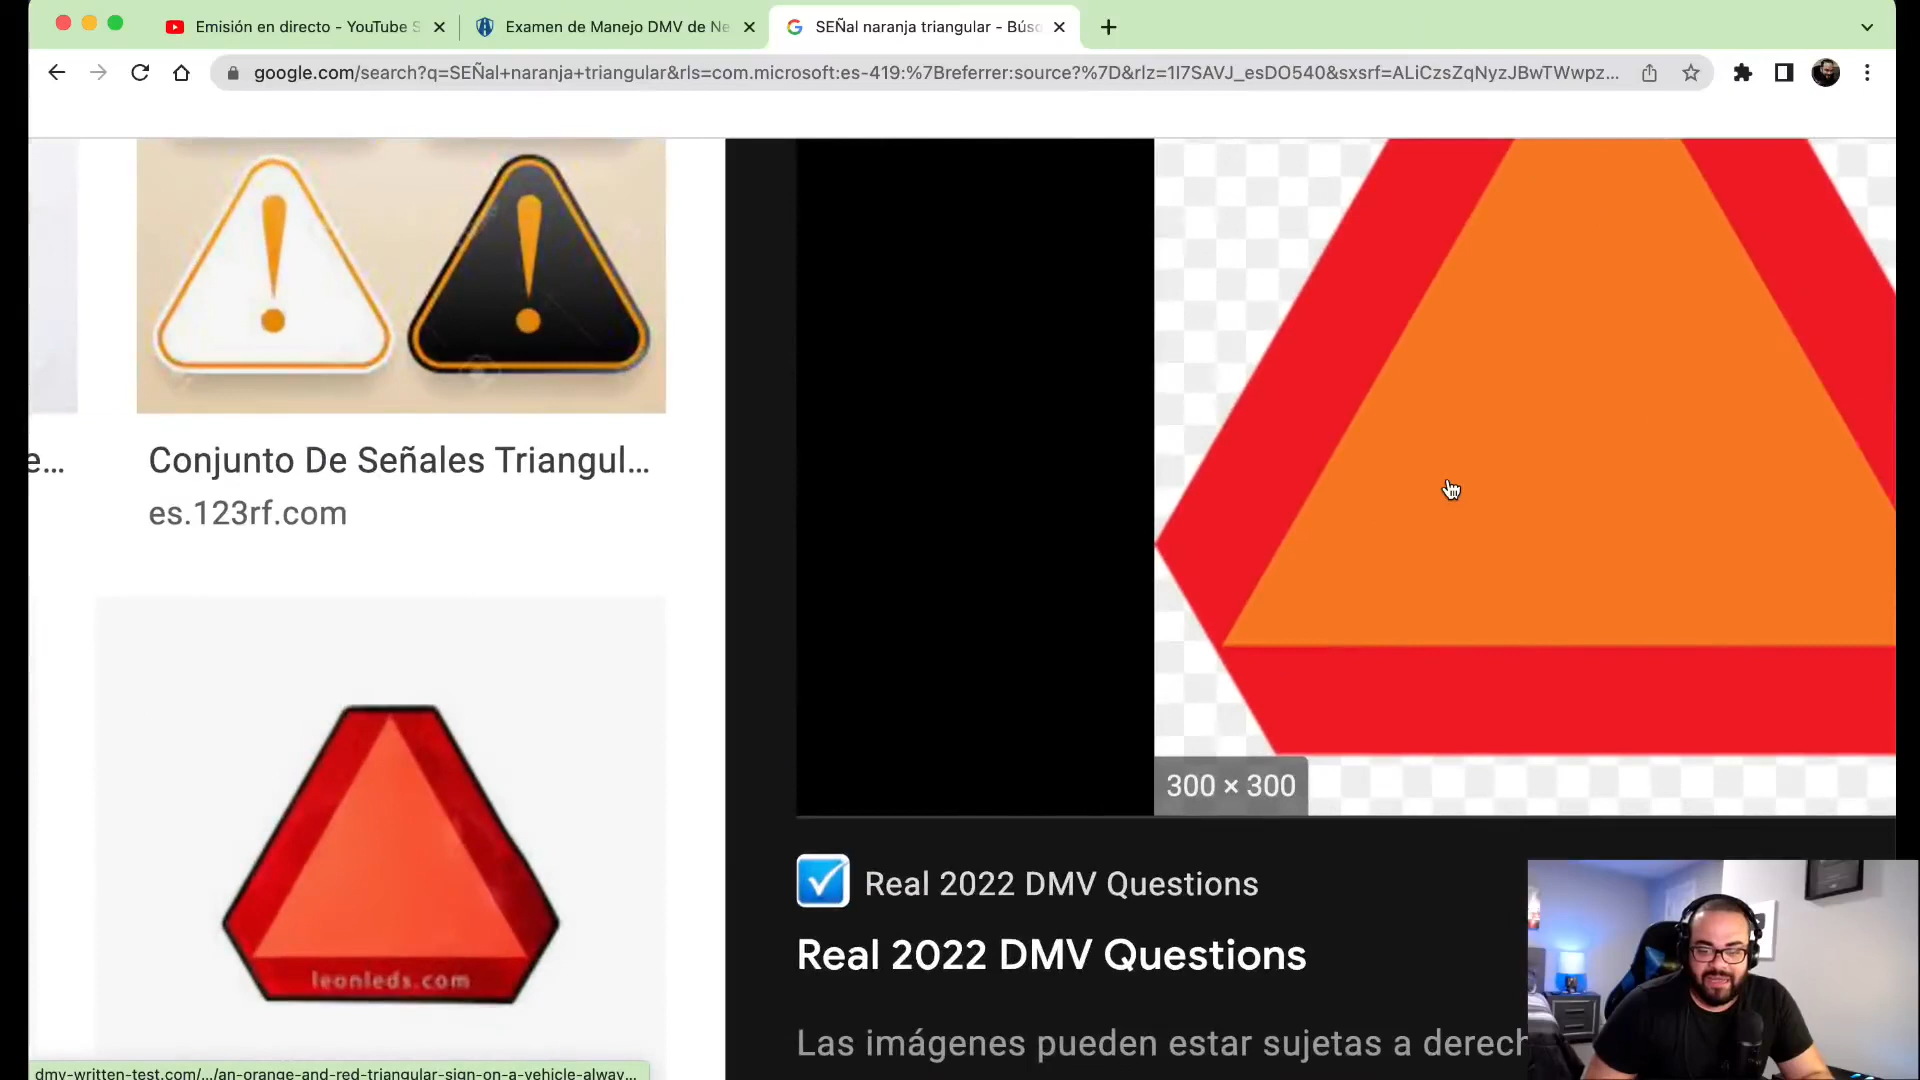 Emisión en directo - YouTube S
Examen de Manejo DMV de Ne
SEÑal naranja triangular - Búsq
google.com/search?q=SEÑal+naranja+triangular&rls=com.microsoft:es-419:%7Breferrer:source?%7D&rlz=1I7SAVJ_esDO540&sxsrf=ALiCzsZqNyzJBwTWwpz...
e...
Conjunto De Señales Triangul...
es.123rf.com
leonleds.com
300 × 300
Real 2022 DMV Questions
Real 2022 DMV Questions
Las imágenes pueden estar sujetas a derech
dmv-written-test.com/.../an-orange-and-red-triangular-sign-on-a-vehicle-alway...